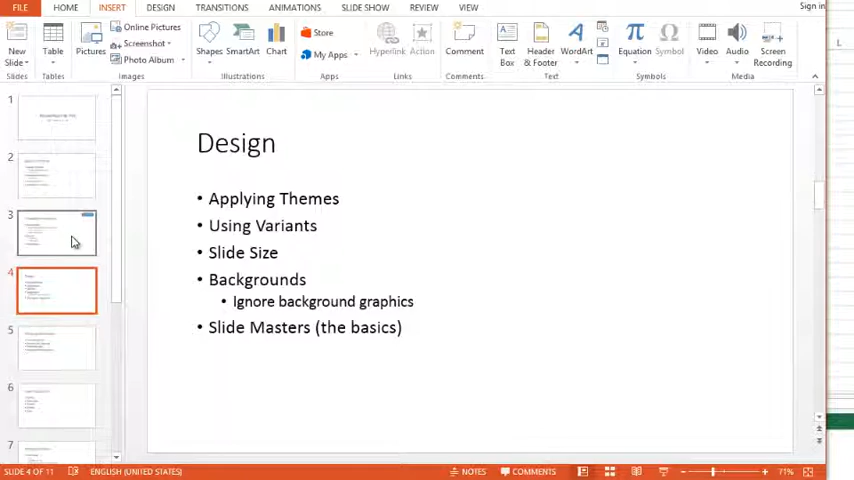 FILE HOME INSERT DESIGN TRANSITIONS ANIMATIONS SLIDE SHOW REVIEW VIEW Sign in
New Slide
Table
Pictures
Online Pictures
Screenshot
Photo Album
Shapes
SmartArt
Chart
Store
My Apps
Hyperlink
Action
Comment
Text Box
Header & Footer
WordArt
Equation
Symbol
Video
Audio
Screen Recording
Slides Tables Images Illustrations Apps Links Comments Text Symbols Media
L
1
2
3
4
5
6
7
Design
• Applying Themes
• Using Variants
• Slide Size
• Backgrounds
• Ignore background graphics
• Slide Masters (the basics)
SLIDE 4 OF 11 ENGLISH (UNITED STATES) NOTES COMMENTS 71%